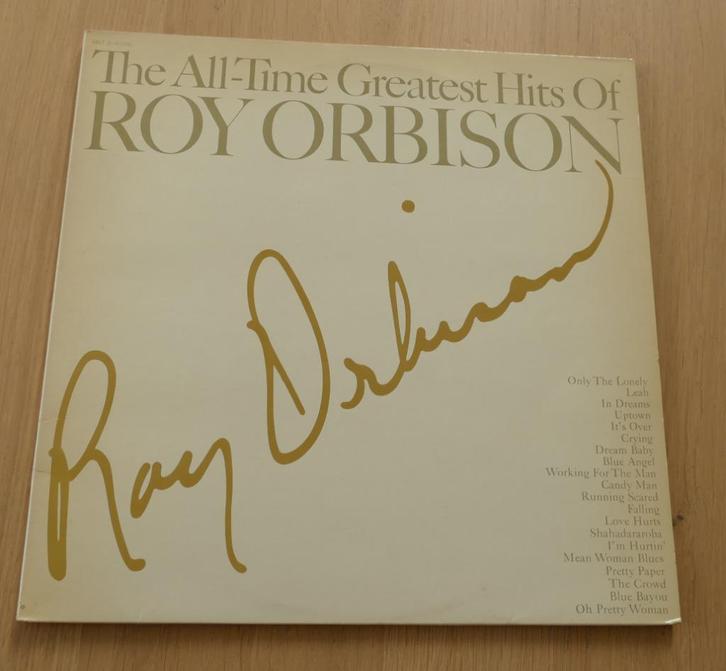 The All-Time Greatest Hits Of
ROY ORBISON
Roy Orbison
Only The Lonely
Leah
In Dreams
Uptown
It's Over
Crying
Dream Baby
Blue Angel
Working For The Man
Candy Man
Running Scared
Falling
Love Hurts
Shahadararoba
I'm Hurtin'
Mean Woman Blues
Pretty Paper
The Crowd
Blue Bayou
Oh Pretty Woman